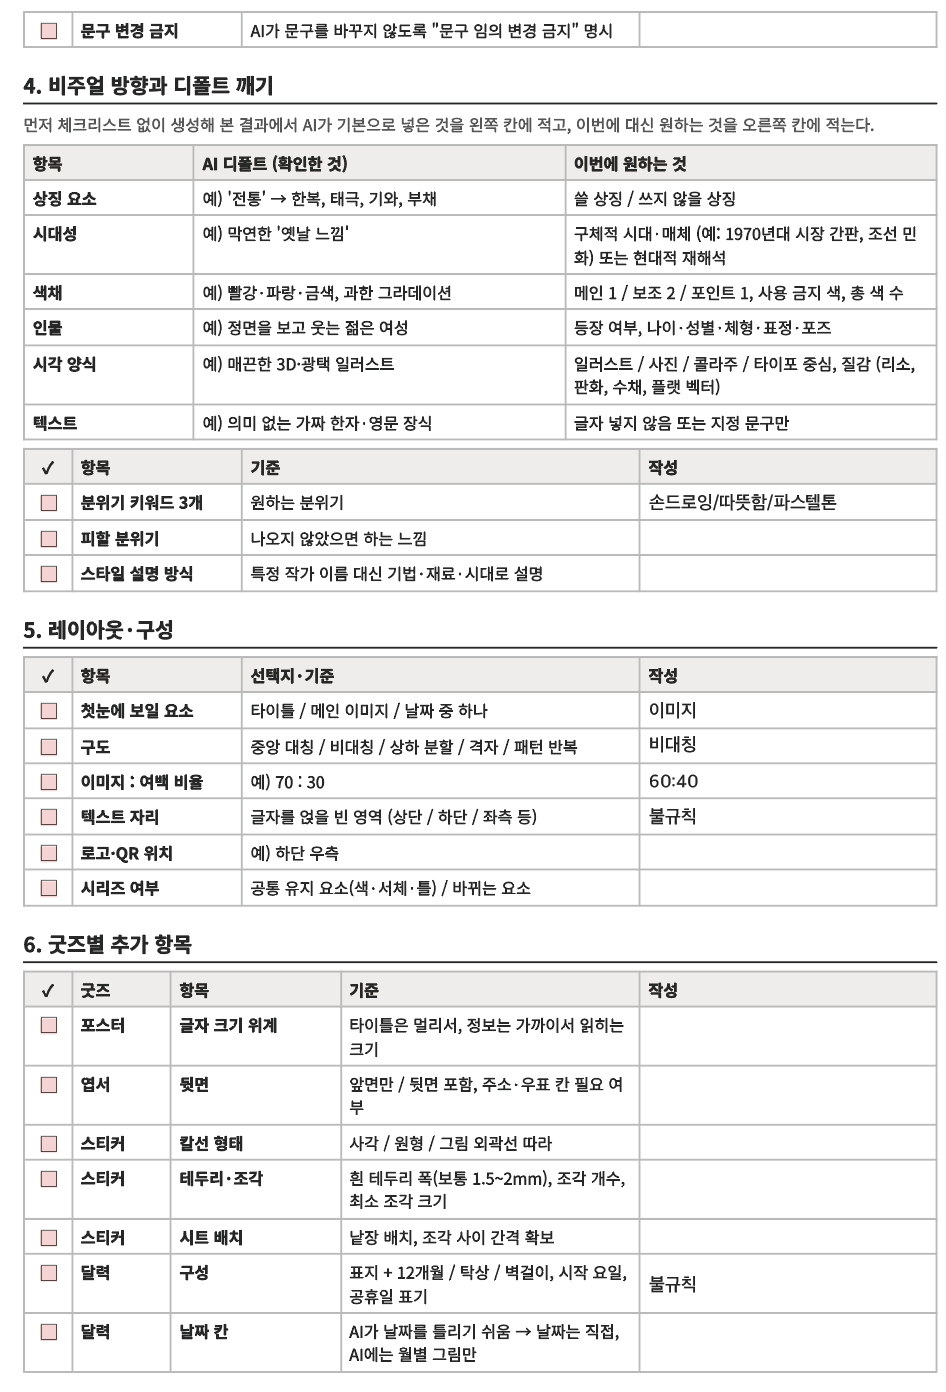 문구 변경 금지 AI가 문구를 바꾸지 않도록 "문구 임의 변경 금지" 명시
4. 비주얼 방향과 디폴트 깨기
먼저 체크리스트 없이 생성해 본 결과에서 AI가 기본으로 넣은 것을 왼쪽 칸에 적고, 이번에 대신 원하는 것을 오른쪽 칸에 적는다.
항목 AI 디폴트 (확인한 것) 이번에 원하는 것
상징 요소 예) '전통' → 한복, 태극, 기와, 부채 쓸 상징 / 쓰지 않을 상징
시대성 예) 막연한 '옛날 느낌' 구체적 시대·매체 (예: 1970년대 시장 간판, 조선 민
화) 또는 현대적 재해석
색채 예) 빨강·파랑·금색, 과한 그라데이션 메인 1 / 보조 2 / 포인트 1, 사용 금지 색, 총 색 수
인물 예) 정면을 보고 웃는 젊은 여성 등장 여부, 나이·성별·체형·표정·포즈
시각 양식 예) 매끈한 3D·광택 일러스트 일러스트 / 사진 / 콜라주 / 타이포 중심, 질감 (리소,
판화, 수채, 플랫 벡터)
텍스트 예) 의미 없는 가짜 한자·영문 장식 글자 넣지 않음 또는 지정 문구만
✓ 항목 기준 작성
분위기 키워드 3개 원하는 분위기 손드로잉/따뜻함/파스텔톤
피할 분위기 나오지 않았으면 하는 느낌
스타일 설명 방식 특정 작가 이름 대신 기법·재료·시대로 설명
5. 레이아웃·구성
✓ 항목 선택지·기준 작성
첫눈에 보일 요소 타이틀 / 메인 이미지 / 날짜 중 하나 이미지
구도 중앙 대칭 / 비대칭 / 상하 분할 / 격자 / 패턴 반복 비대칭
이미지 : 여백 비율 예) 70 : 30 60:40
텍스트 자리 글자를 얹을 빈 영역 (상단 / 하단 / 좌측 등) 불규칙
로고·QR 위치 예) 하단 우측
시리즈 여부 공통 유지 요소(색·서체·틀) / 바뀌는 요소
6. 굿즈별 추가 항목
✓ 굿즈 항목 기준 작성
포스터 글자 크기 위계 타이틀은 멀리서, 정보는 가까이서 읽히는
크기
엽서 뒷면 앞면만 / 뒷면 포함, 주소·우표 칸 필요 여
부
스티커 칼선 형태 사각 / 원형 / 그림 외곽선 따라
스티커 테두리·조각 흰 테두리 폭(보통 1.5~2mm), 조각 개수,
최소 조각 크기
스티커 시트 배치 낱장 배치, 조각 사이 간격 확보
달력 구성 표지 + 12개월 / 탁상 / 벽걸이, 시작 요일, 불규칙
공휴일 표기
달력 날짜 칸 AI가 날짜를 틀리기 쉬움 → 날짜는 직접,
AI에는 월별 그림만